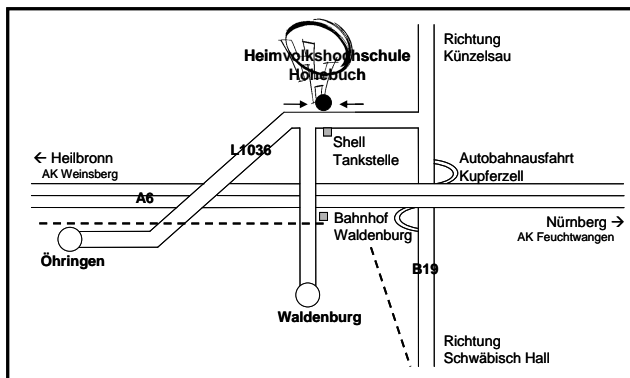 Heimvolkshochschule
Hohebuch
Richtung
Künzelsau
L1036
Shell
Tankstelle
← Heilbronn
AK Weinsberg
Autobahnausfahrt
Kupferzell
A6
Bahnhof
Waldenburg
Nürnberg →
AK Feuchtwangen
Öhringen
B19
Waldenburg
Richtung
Schwäbisch Hall